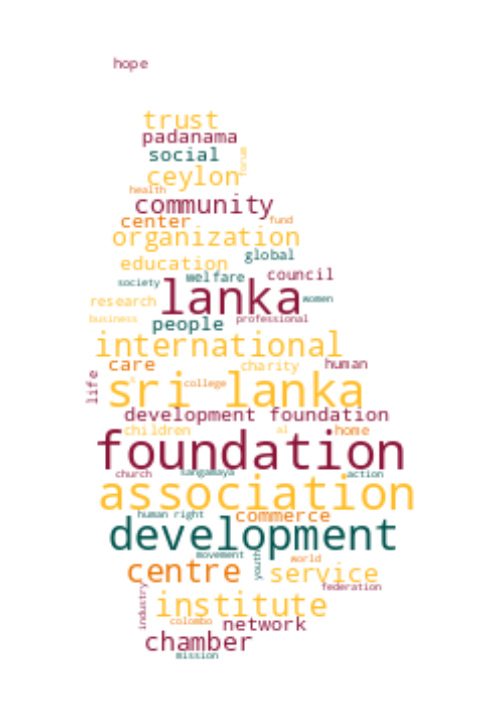 hope
trust
padanama
social
forum
ceylon
health
community
center
fund
organization
global
education
welfare
council
society
lanka
women
research
business
people
professional
international
care
charity
human
life
sri lanka
college
development foundation
children
al
home
foundation
church
sangamaya
action
association
human right
commerce
development
movement
world
centre
youth
service
federation
industry
institute
colombo
network
chamber
mission